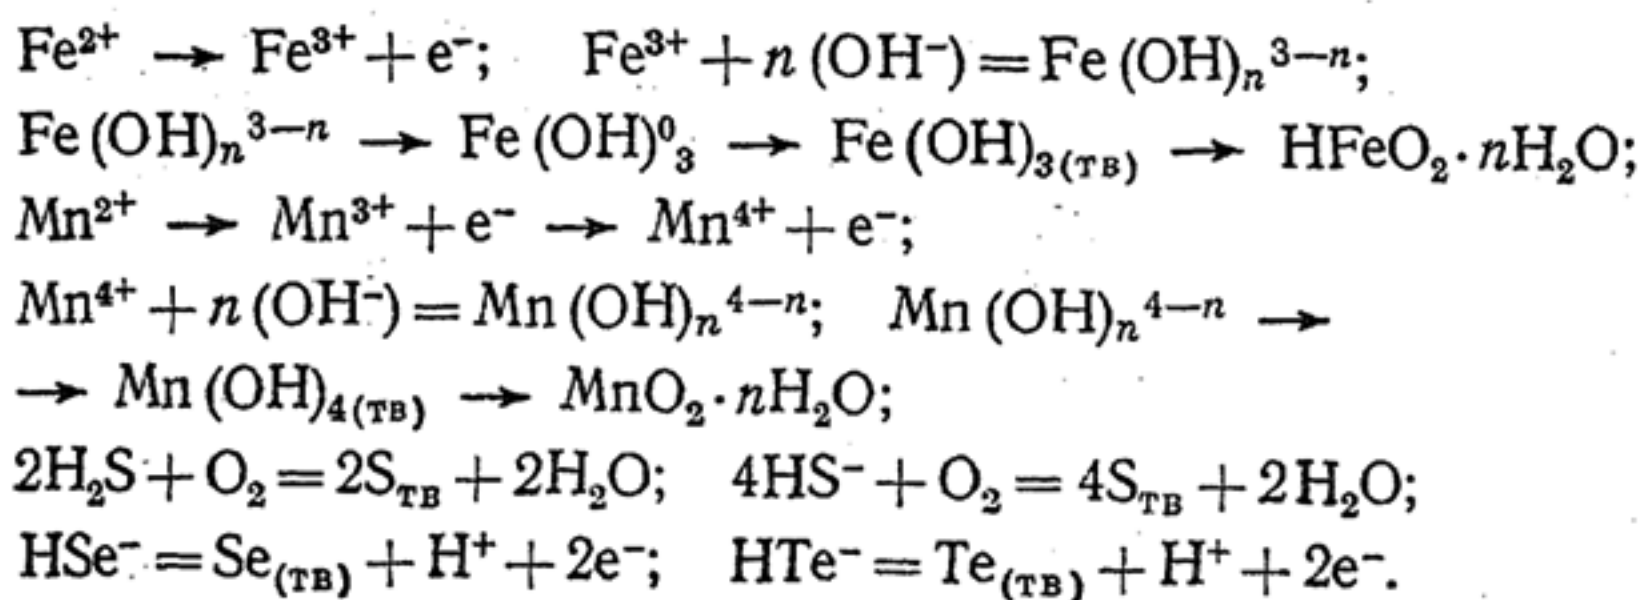 Fe²⁺ → Fe³⁺ + e⁻; Fe³⁺ + n (OH⁻) = Fe (OH)ₙ³⁻ⁿ;
Fe (OH)ₙ³⁻ⁿ → Fe (OH)⁰₃ → Fe (OH)₃₍ТВ₎ → HFeO₂·nH₂O;
Mn²⁺ → Mn³⁺ + e⁻ → Mn⁴⁺ + e⁻;
Mn⁴⁺ + n (OH⁻) = Mn (OH)ₙ⁴⁻ⁿ; Mn (OH)ₙ⁴⁻ⁿ →
→ Mn (OH)₄₍ТВ₎ → MnO₂·nH₂O;
2H₂S + O₂ = 2Sтв + 2H₂O; 4HS⁻ + O₂ = 4Sтв + 2H₂O;
HSe⁻ = Se₍ТВ₎ + H⁺ + 2e⁻; HTe⁻ = Te₍ТВ₎ + H⁺ + 2e⁻.